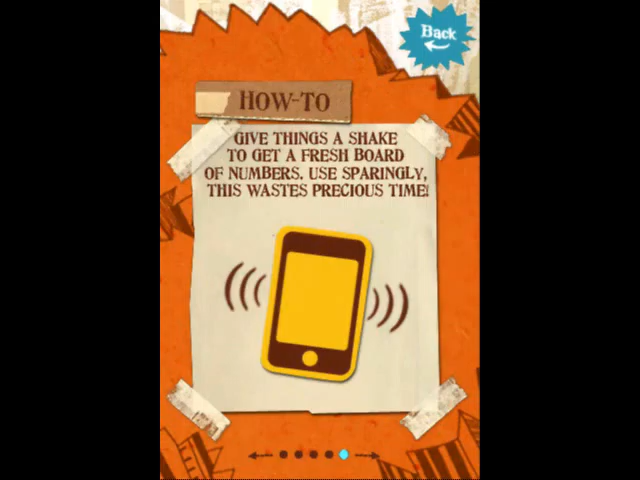 Back
HOW-TO
GIVE THINGS A SHAKE
TO GET A FRESH BOARD
OF NUMBERS. USE SPARINGLY,
THIS WASTES PRECIOUS TIME!